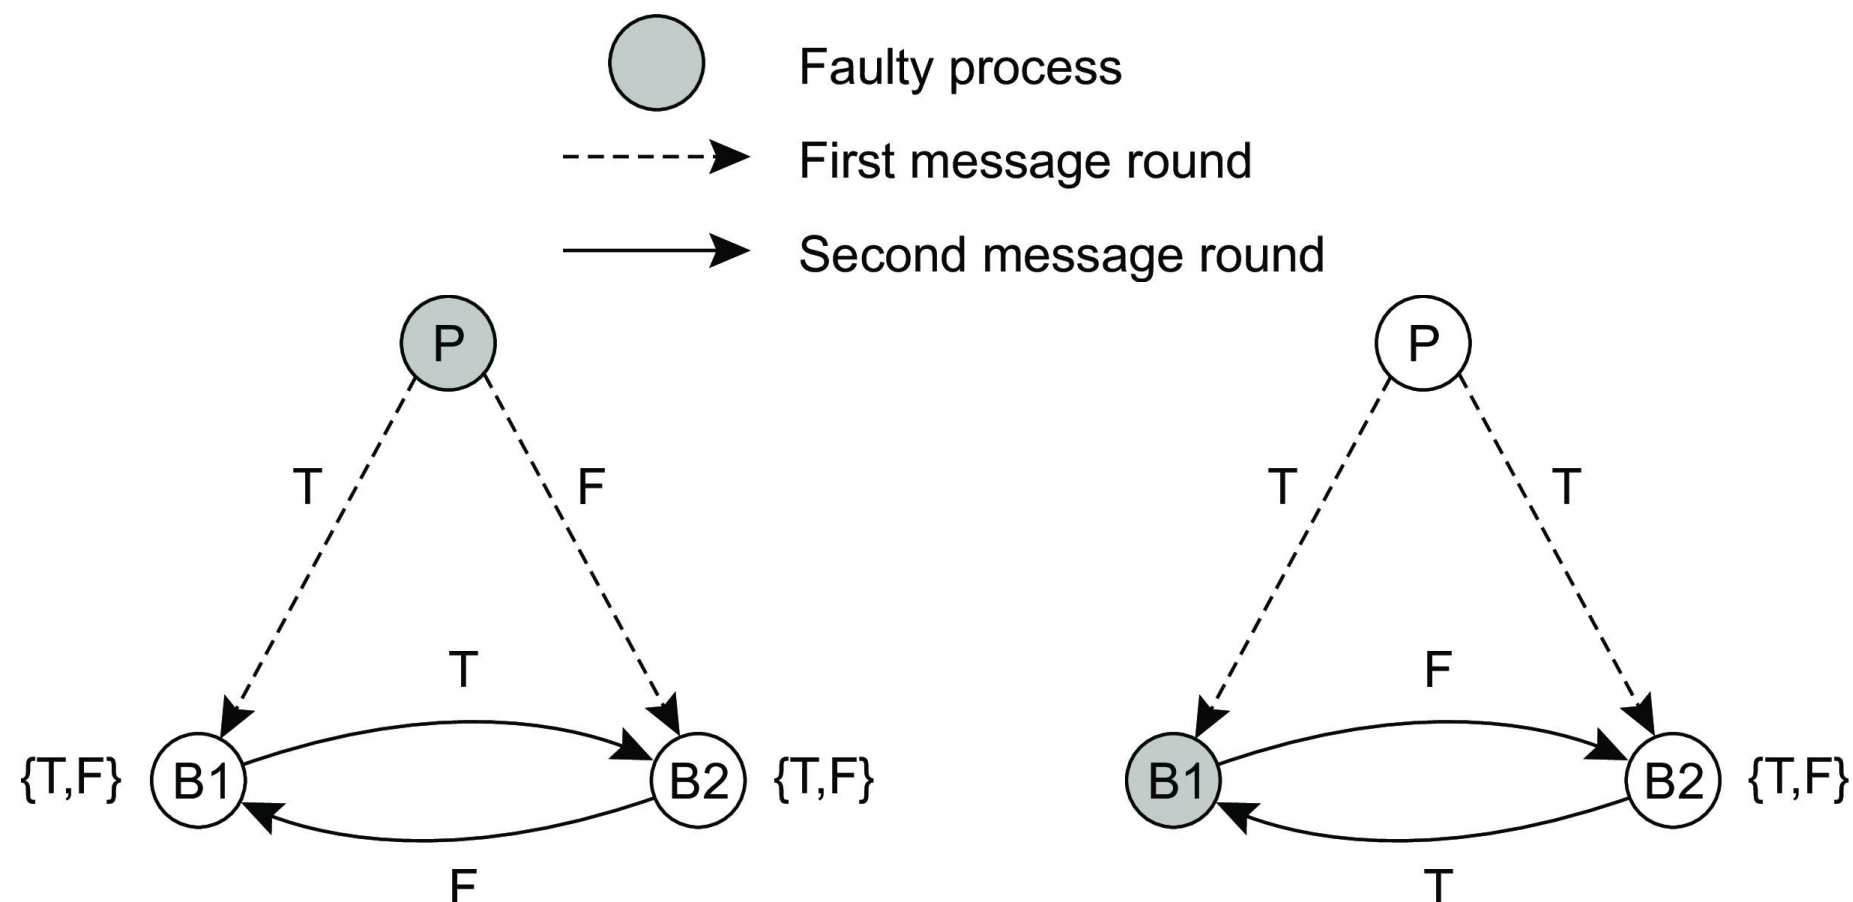 Faulty process
First message round
Second message round
P
P
T
F
T
T
T
F
{T,F}
B1
B2
{T,F}
B1
B2
{T,F}
F
T